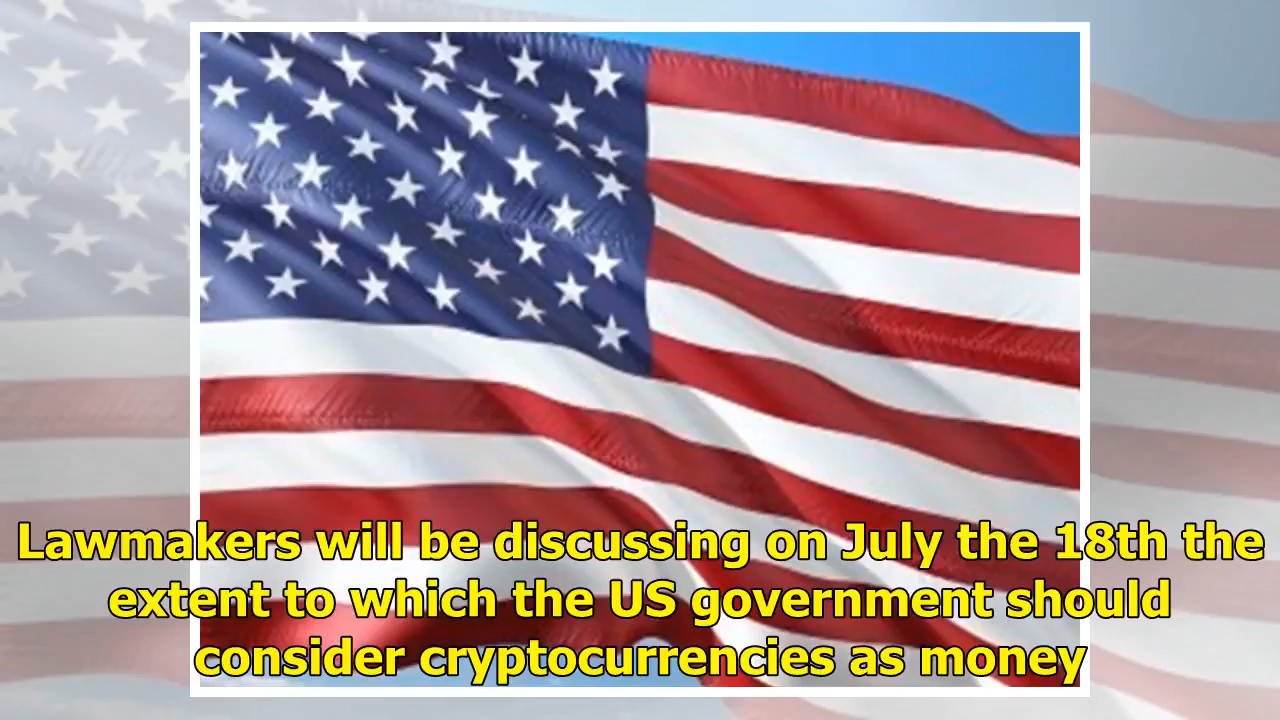 Lawmakers will be discussing on July the 18th the
extent to which the US government should
consider cryptocurrencies as money